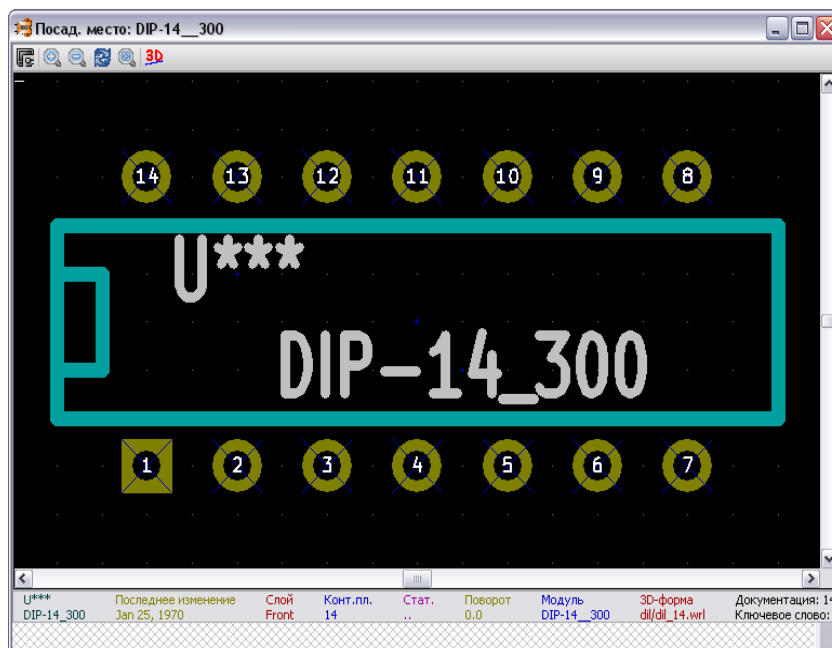 Посад. место: DIP-14__300
3D
14 13 12 11 10 9 8
U***
DIP-14_300
1 2 3 4 5 6 7
U*** Последнее изменение Слой Конт.пл. Стат. Поворот Модуль 3D-форма Документация: 14
DIP-14_300 Jan 25, 1970 Front 14 .. 0.0 DIP-14__300 dil/dil_14.wrl Ключевое слово: